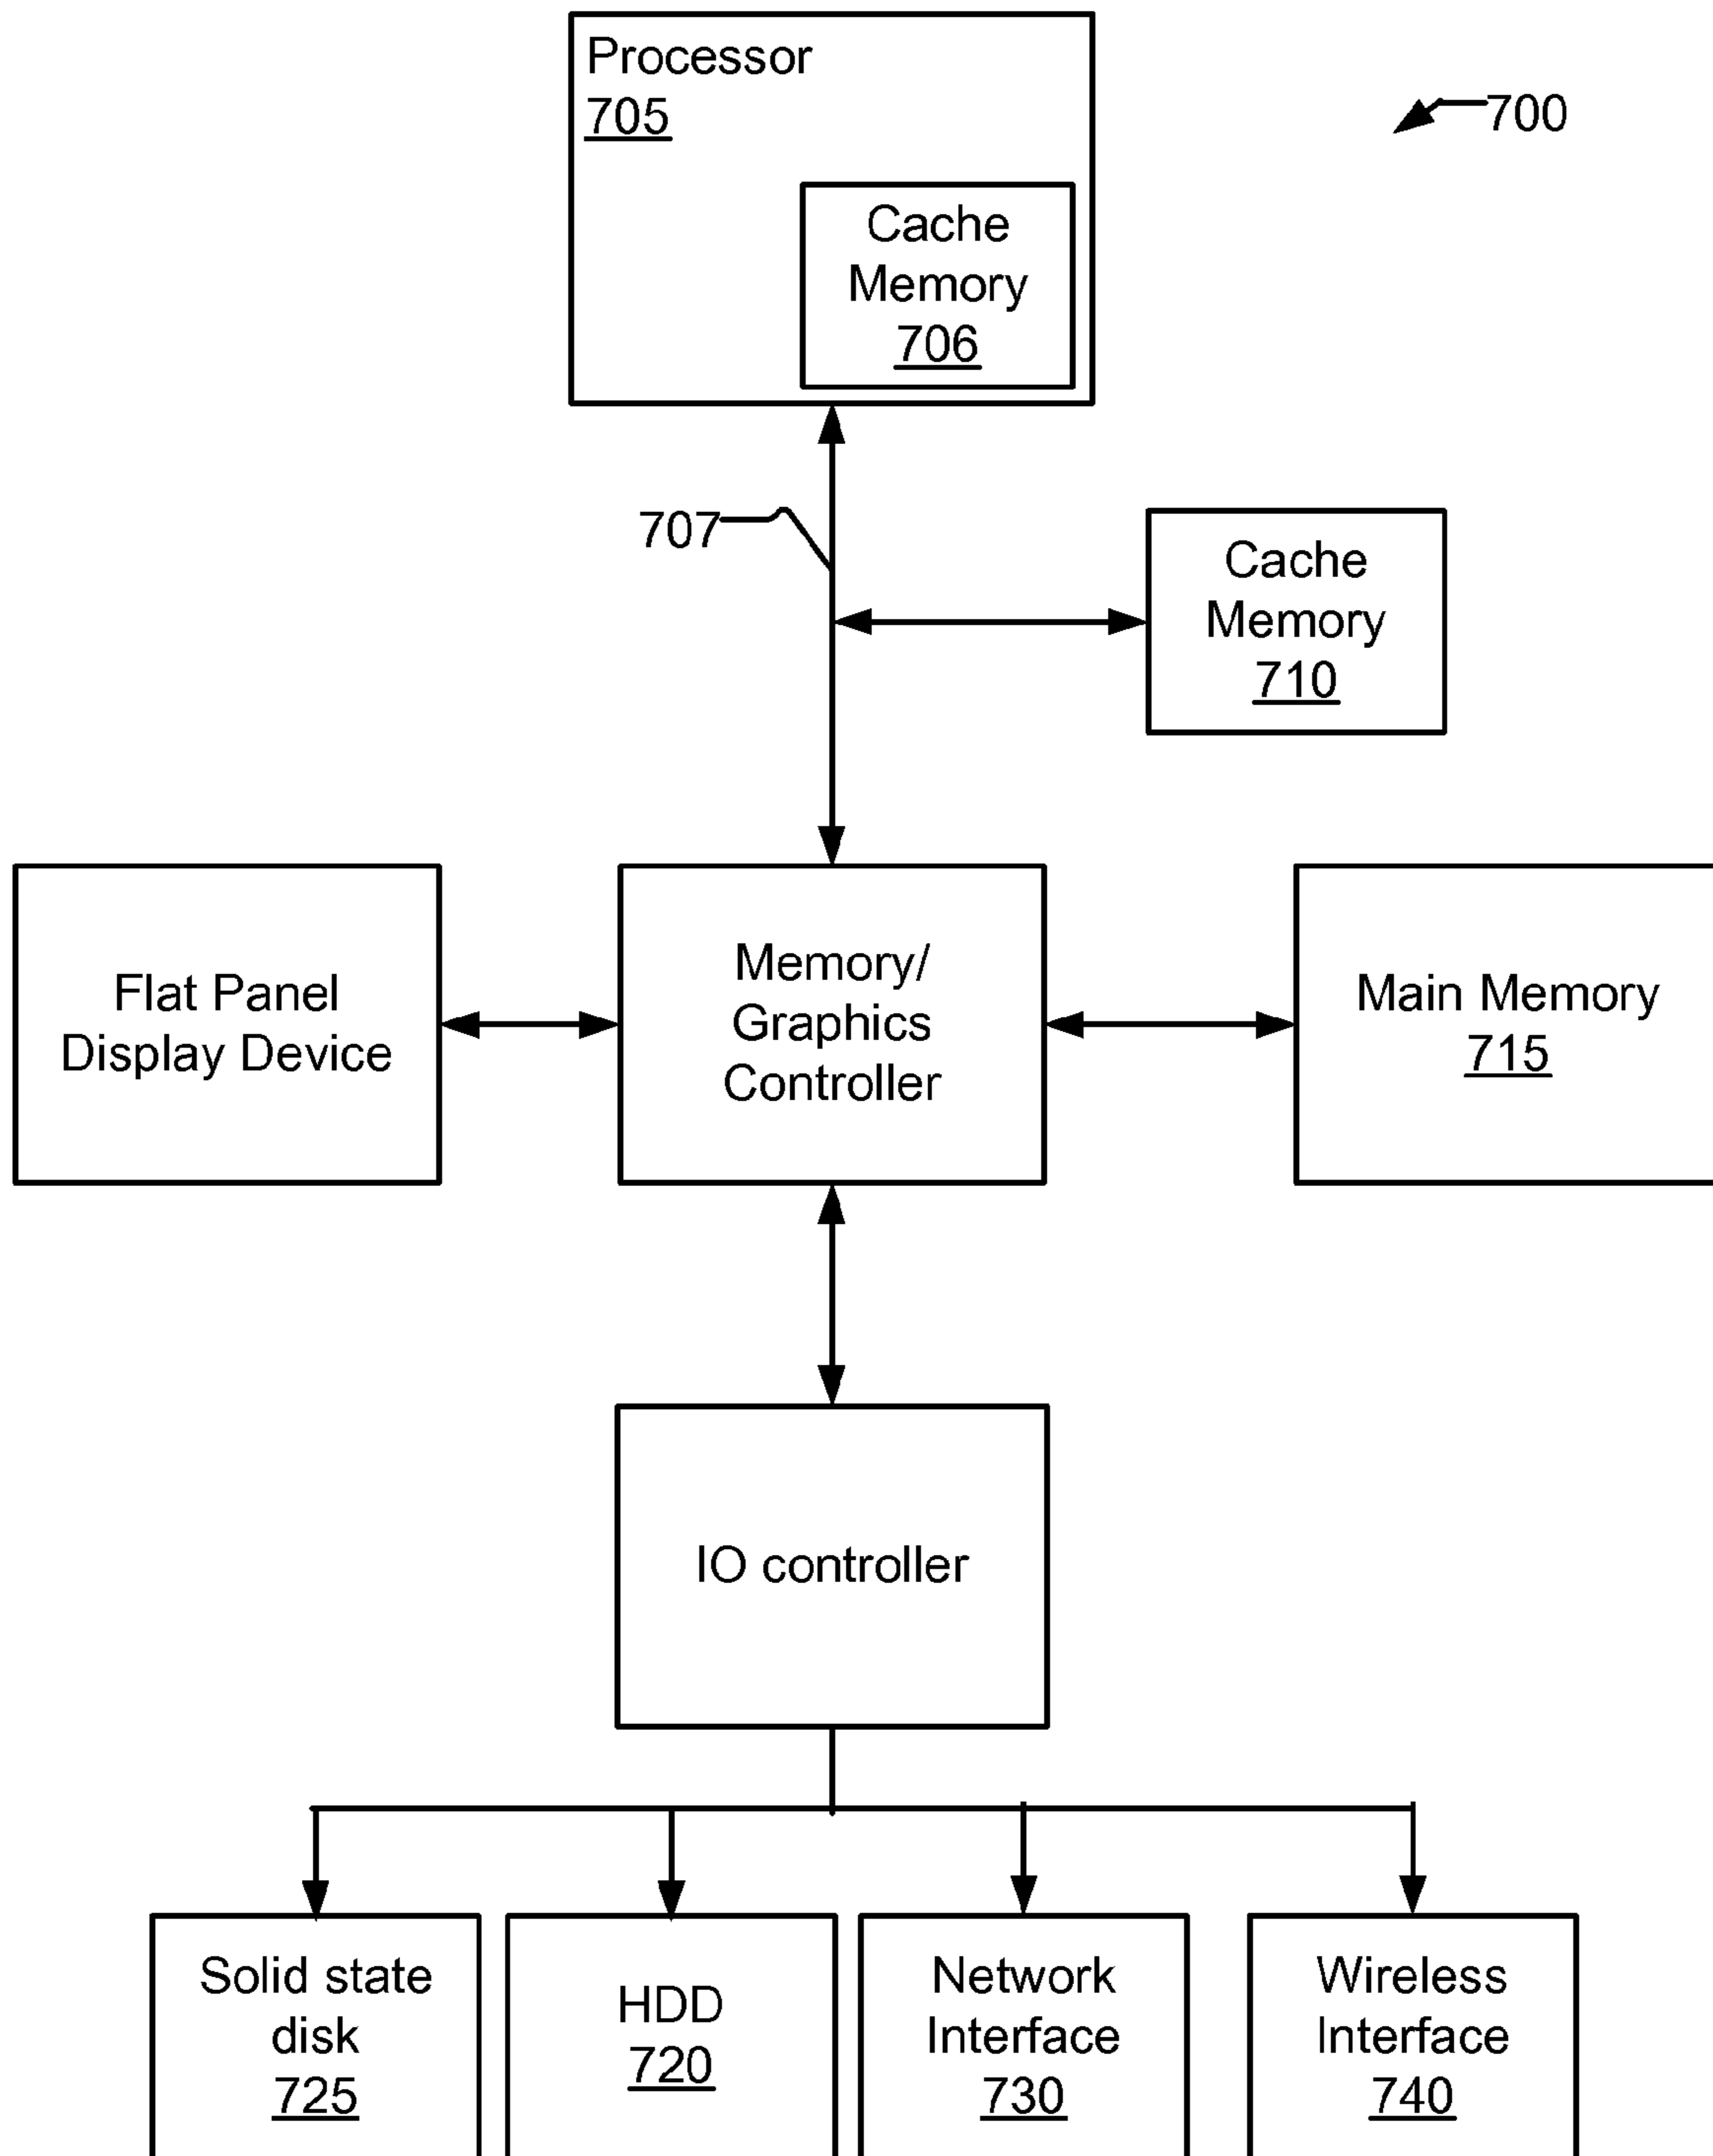 Processor
705
700
Cache
Memory
706
707
Cache
Memory
710
Flat Panel
Display Device
Memory/
Graphics
Controller
Main Memory
715
IO controller
Solid state
disk
725
HDD
720
Network
Interface
730
Wireless
Interface
740